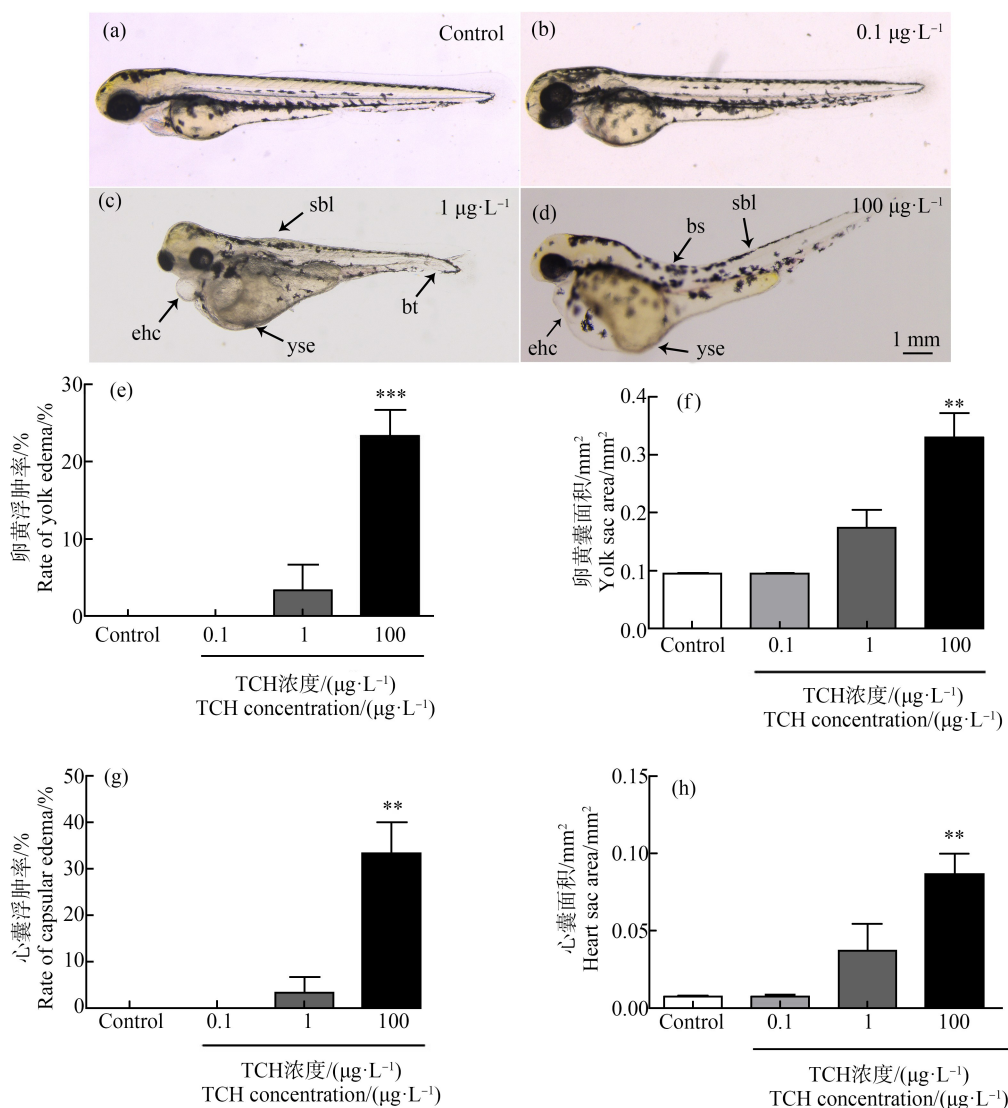 (a)
Control
(b)
0.1 μg·L⁻¹
(c)
sbl
1 μg·L⁻¹
ehc
yse
bt
(d)
bs
sbl
100 μg·L⁻¹
ehc
yse
1 mm
(e)
卵黄浮肿率/%
Rate of yolk edema/%
30
20
10
0
***
Control
0.1
1
100
TCH浓度/(μg·L⁻¹)
TCH concentration/(μg·L⁻¹)
(f)
卵黄囊面积/mm²
Yolk sac area/mm²
0.4
0.3
0.2
0.1
0.0
**
Control
0.1
1
100
TCH浓度/(μg·L⁻¹)
TCH concentration/(μg·L⁻¹)
(g)
心囊浮肿率/%
Rate of capsular edema/%
50
40
30
20
10
0
**
Control
0.1
1
100
TCH浓度/(μg·L⁻¹)
TCH concentration/(μg·L⁻¹)
(h)
心囊面积/mm²
Heart sac area/mm²
0.15
0.10
0.05
0.00
**
Control
0.1
1
100
TCH浓度/(μg·L⁻¹)
TCH concentration/(μg·L⁻¹)